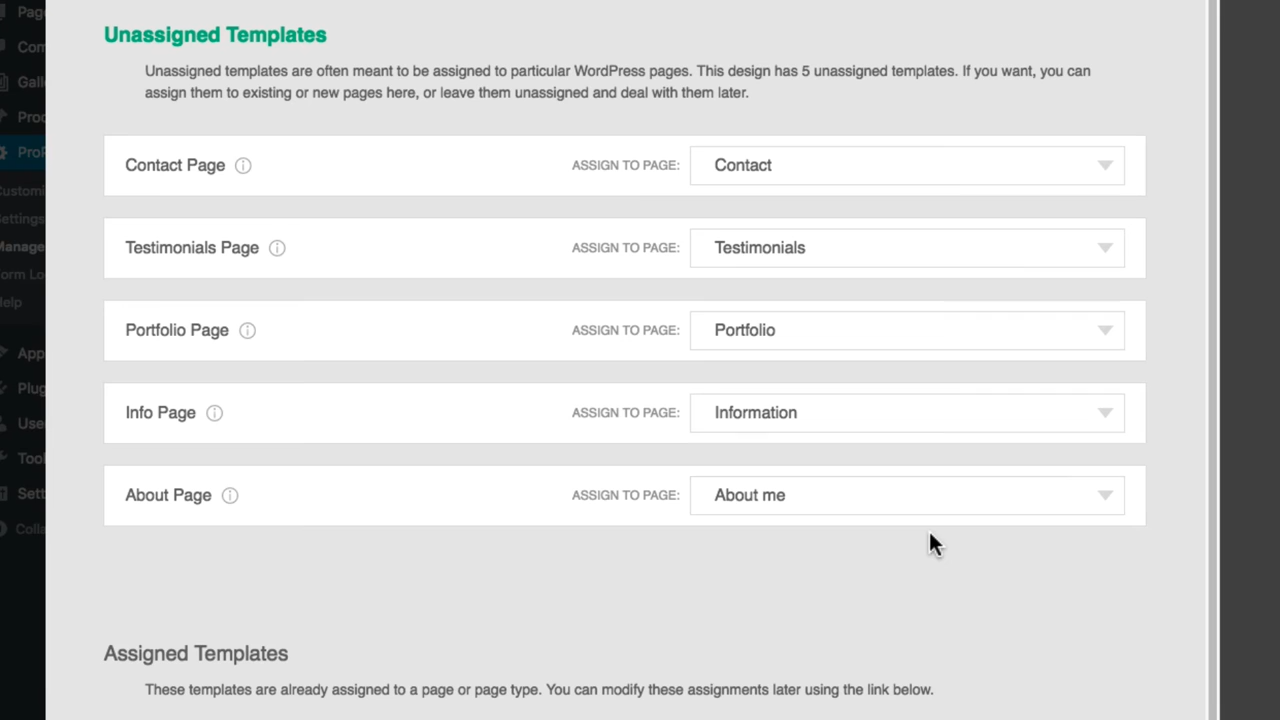 Unassigned Templates
Unassigned templates are often meant to be assigned to particular WordPress pages. This design has 5 unassigned templates. If you want, you can
assign them to existing or new pages here, or leave them unassigned and deal with them later.
Contact Page ASSIGN TO PAGE: Contact
Testimonials Page ASSIGN TO PAGE: Testimonials
Portfolio Page ASSIGN TO PAGE: Portfolio
Info Page ASSIGN TO PAGE: Information
About Page ASSIGN TO PAGE: About me
Assigned Templates
These templates are already assigned to a page or page type. You can modify these assignments later using the link below.